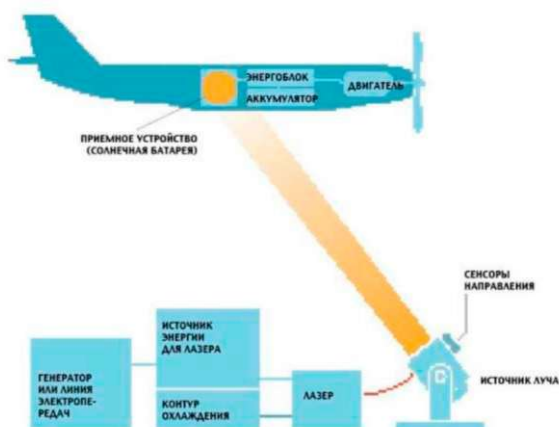 ЭНЕРГОБЛОК
АККУМУЛЯТОР
ДВИГАТЕЛЬ
ПРИЕМНОЕ УСТРОЙСТВО
(СОЛНЕЧНАЯ БАТАРЕЯ)
СЕНСОРЫ
НАПРАВЛЕНИЯ
ИСТОЧНИК
ЭНЕРГИИ
ДЛЯ ЛАЗЕРА
ГЕНЕРАТОР
ИЛИ ЛИНИЯ
ЭЛЕКТРОПЕ-
РЕДАЧ
КОНТУР
ОХЛАЖДЕНИЯ
ЛАЗЕР
ИСТОЧНИК ЛУЧА